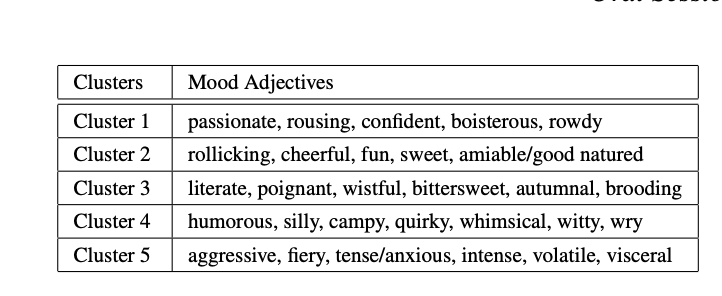 Clusters Mood Adjectives
Cluster 1 passionate, rousing, confident, boisterous, rowdy
Cluster 2 rollicking, cheerful, fun, sweet, amiable/good natured
Cluster 3 literate, poignant, wistful, bittersweet, autumnal, brooding
Cluster 4 humorous, silly, campy, quirky, whimsical, witty, wry
Cluster 5 aggressive, fiery, tense/anxious, intense, volatile, visceral